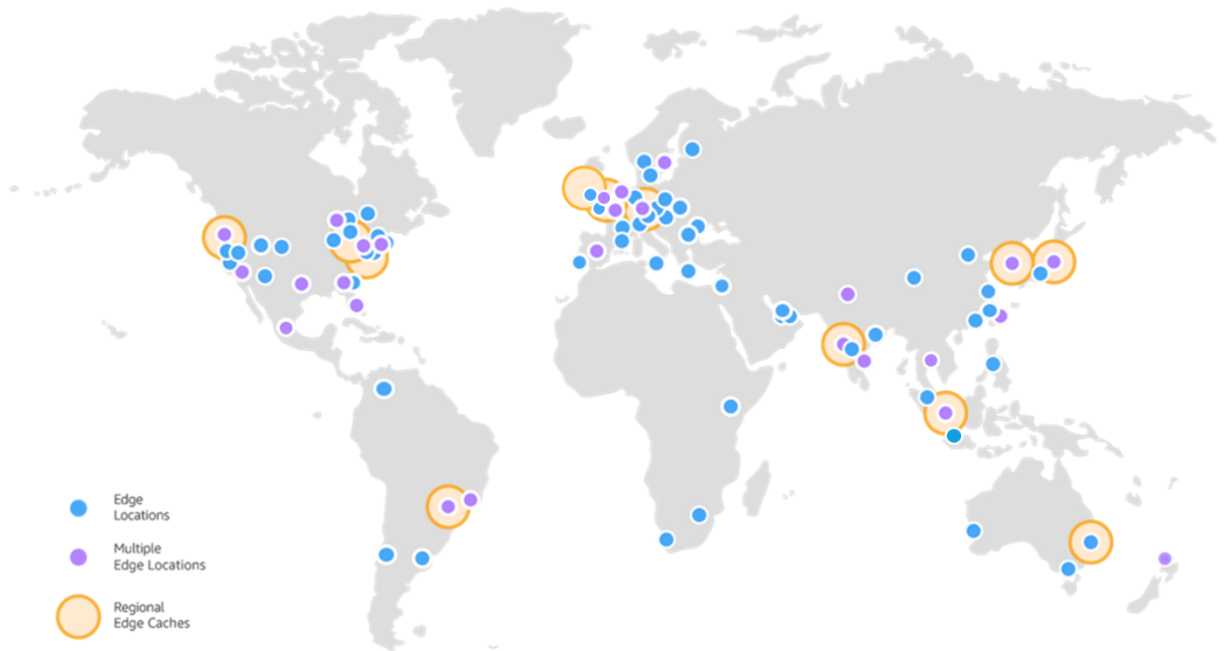 Edge
Locations
Multiple
Edge Locations
Regional
Edge Caches